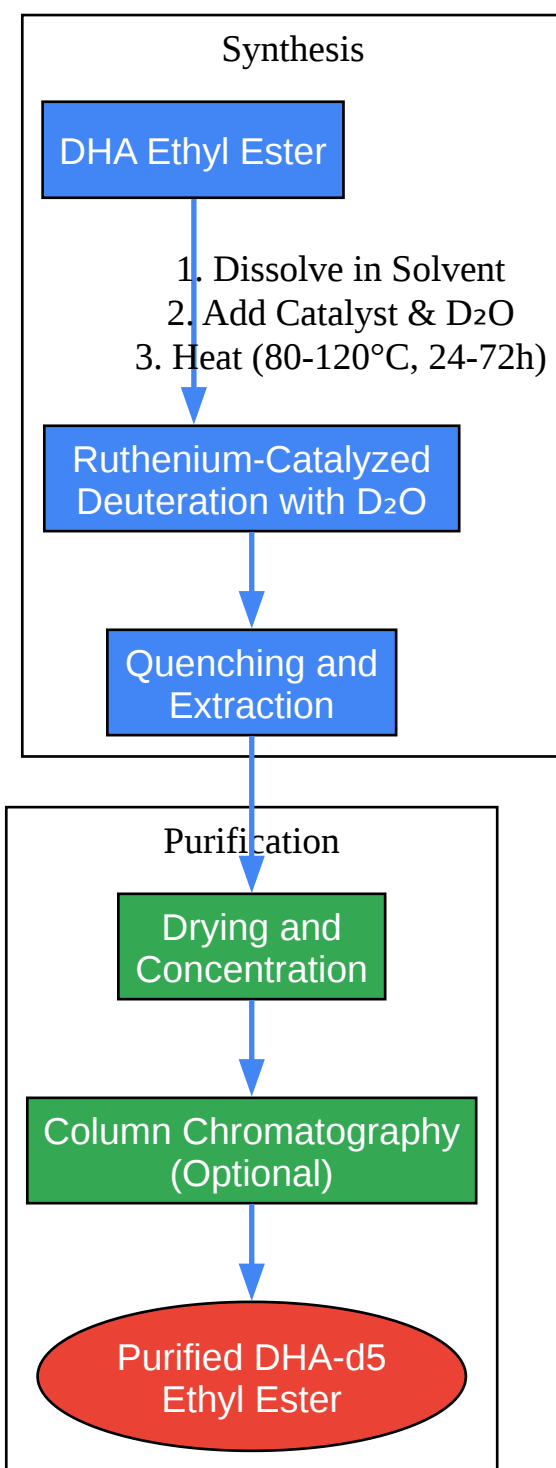 Synthesis
DHA Ethyl Ester
1. Dissolve in Solvent
2. Add Catalyst & D₂O
3. Heat (80-120°C, 24-72h)
Ruthenium-Catalyzed
Deuteration with D₂O
Quenching and
Extraction
Purification
Drying and
Concentration
Column Chromatography
(Optional)
Purified DHA-d5
Ethyl Ester